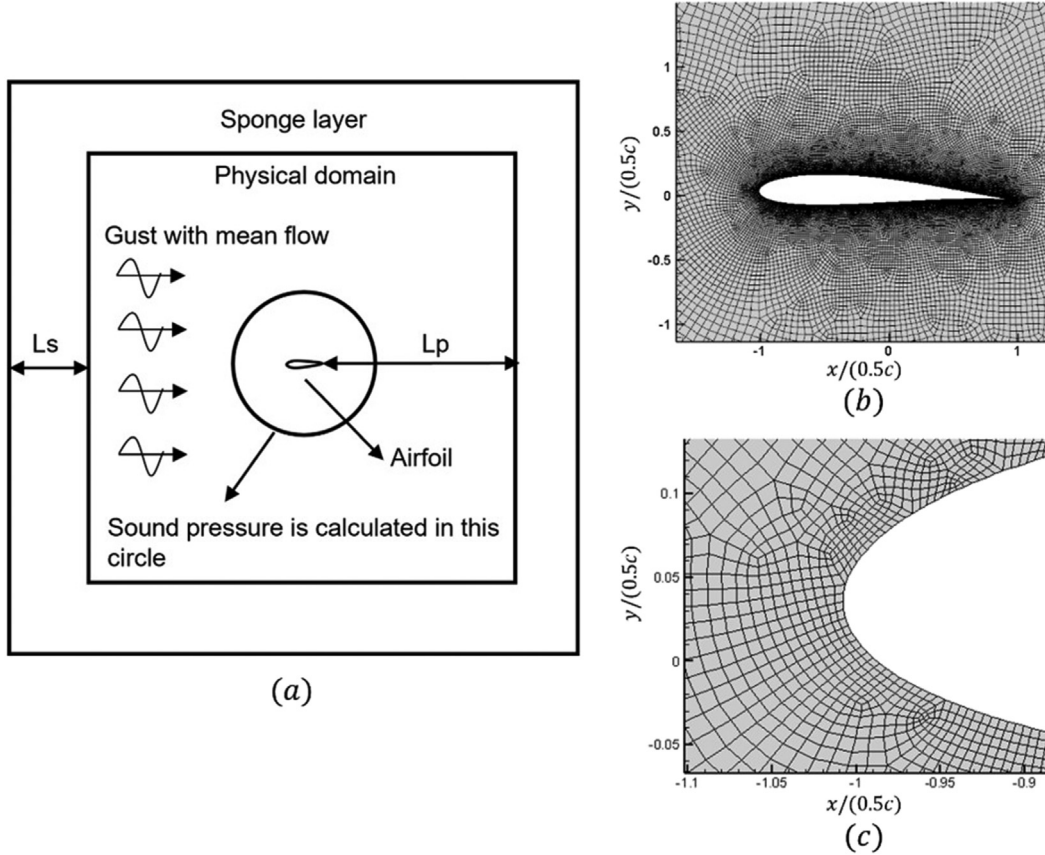 Sponge layer
Physical domain
Gust with mean flow
Ls
Lp
Airfoil
Sound pressure is calculated in this
circle
(a)
y/(0.5c)
1
0.5
0
-0.5
-1
-1
0
1
x/(0.5c)
(b)
y/(0.5c)
0.1
0.05
0
-0.05
-1.1
-1.05
-1
-0.95
-0.9
x/(0.5c)
(c)